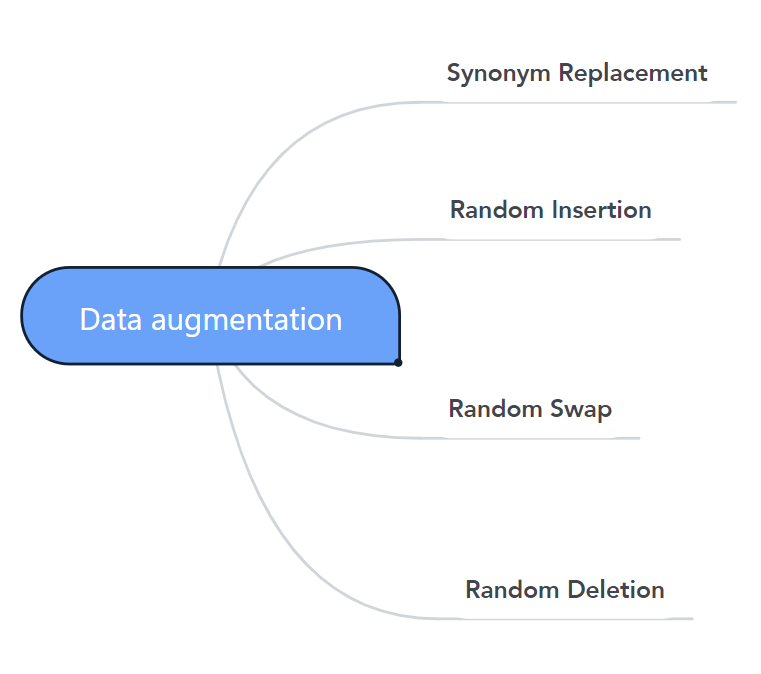 Synonym Replacement
Random Insertion
Data augmentation
Random Swap
Random Deletion